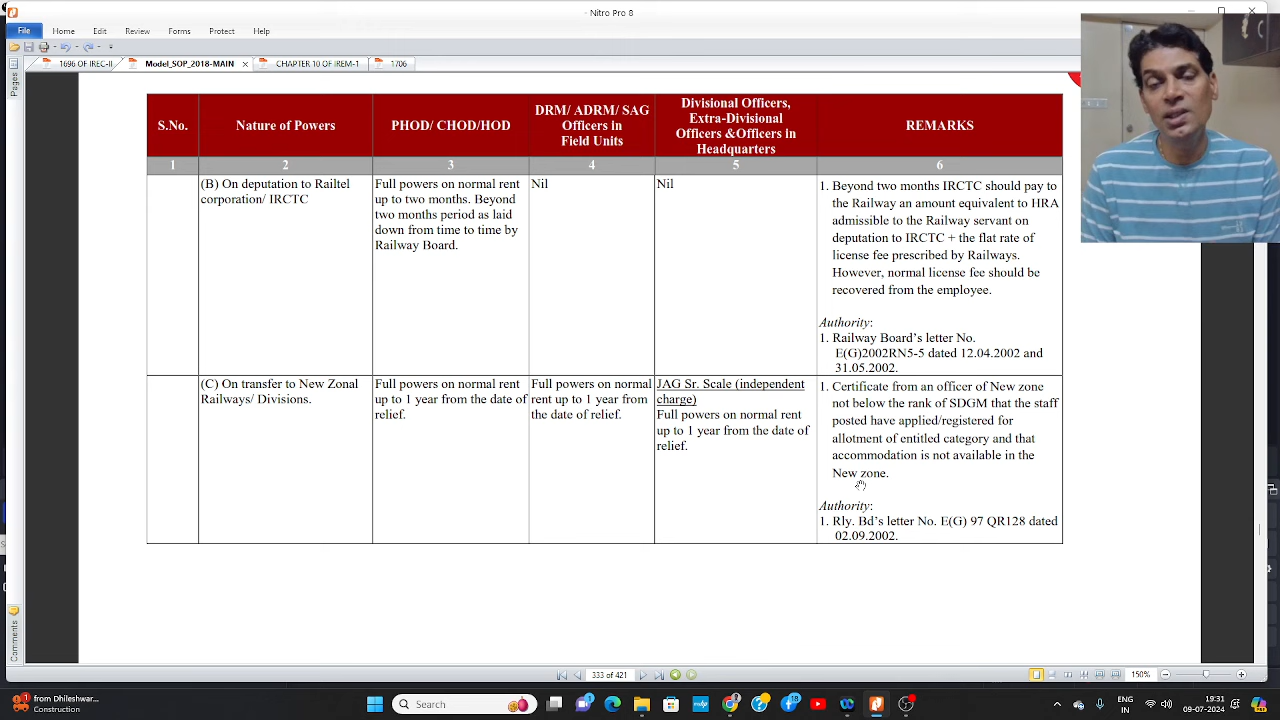 - Nitro Pro 8
File
Home
Edit
Review
Forms
Protect
Help
1696 OF IREC-II
Model_SOP_2018-MAIN
CHAPTER 10 OF IREM-1
1706
Pages
S.No.
Nature of Powers
PHOD/ CHOD/HOD
DRM/ ADRM/ SAG
Officers in
Field Units
Divisional Officers,
Extra-Divisional
Officers &Officers in
Headquarters
REMARKS
1
2
3
4
5
6
(B) On deputation to Railtel
corporation/ IRCTC
Full powers on normal rent
up to two months. Beyond
two months period as laid
down from time to time by
Railway Board.
Nil
Nil
1. Beyond two months IRCTC should pay to
the Railway an amount equivalent to HRA
admissible to the Railway servant on
deputation to IRCTC + the flat rate of
license fee prescribed by Railways.
However, normal license fee should be
recovered from the employee.
Authority:
1. Railway Board's letter No.
E(G)2002RN5-5 dated 12.04.2002 and
31.05.2002.
(C) On transfer to New Zonal
Railways/ Divisions.
Full powers on normal rent
up to 1 year from the date of
relief.
Full powers on normal
rent up to 1 year from
the date of relief.
JAG Sr. Scale (independent
charge)
Full powers on normal rent
up to 1 year from the date of
relief.
1. Certificate from an officer of New zone
not below the rank of SDGM that the staff
posted have applied/registered for
allotment of entitled category and that
accommodation is not available in the
New zone.
Authority:
1. Rly. Bd's letter No. E(G) 97 QR128 dated
02.09.2002.
Comments
333 of 421
150%
from Dhileshwar...
Construction
Search
ENG
IN
19:31
09-07-2024